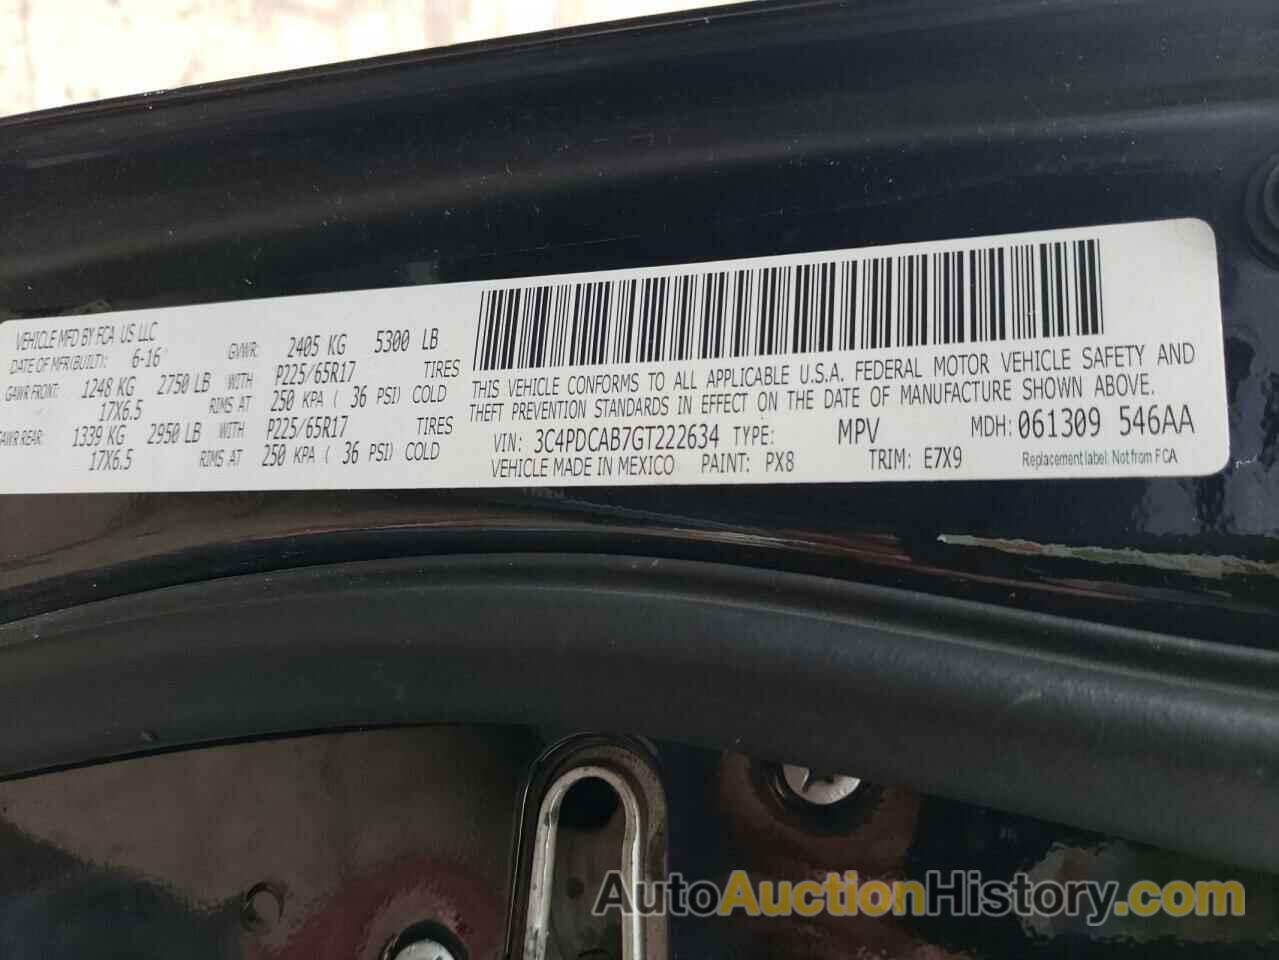 VEHICLE MFD BY FCA US LLC
DATE OF MFR(BUILT): 6-16 GVWR: 2405 KG 5300 LB
GAWR FRONT: 1248 KG 2750 LB WITH P225/65R17 TIRES
17X6.5 RIMS AT 250 KPA ( 36 PSI) COLD
GAWR REAR: 1339 KG 2950 LB WITH P225/65R17 TIRES
17X6.5 RIMS AT 250 KPA ( 36 PSI) COLD
THIS VEHICLE CONFORMS TO ALL APPLICABLE U.S.A. FEDERAL MOTOR VEHICLE SAFETY AND
THEFT PREVENTION STANDARDS IN EFFECT ON THE DATE OF MANUFACTURE SHOWN ABOVE.
VIN: 3C4PDCAB7GT222634 TYPE: MPV MDH: 061309 546AA
VEHICLE MADE IN MEXICO PAINT: PX8 TRIM: E7X9 Replacement label. Not from FCA
AutoAuctionHistory.com